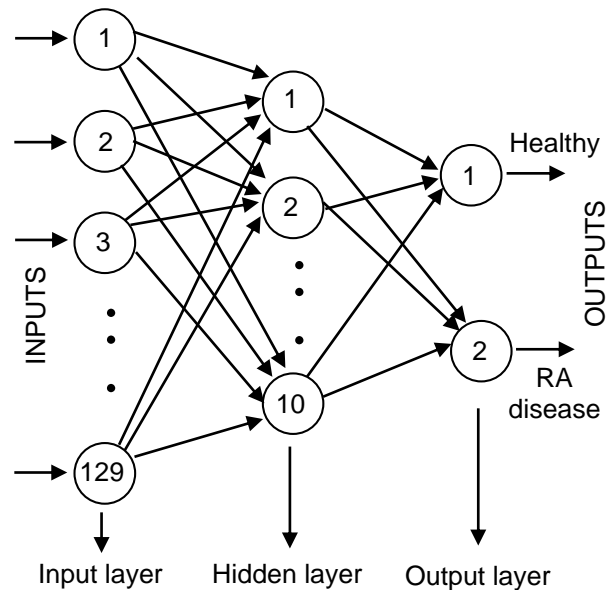 1
2
3
129
1
2
10
1
2
INPUTS
Healthy
OUTPUTS
RA
disease
Input layer
Hidden layer
Output layer